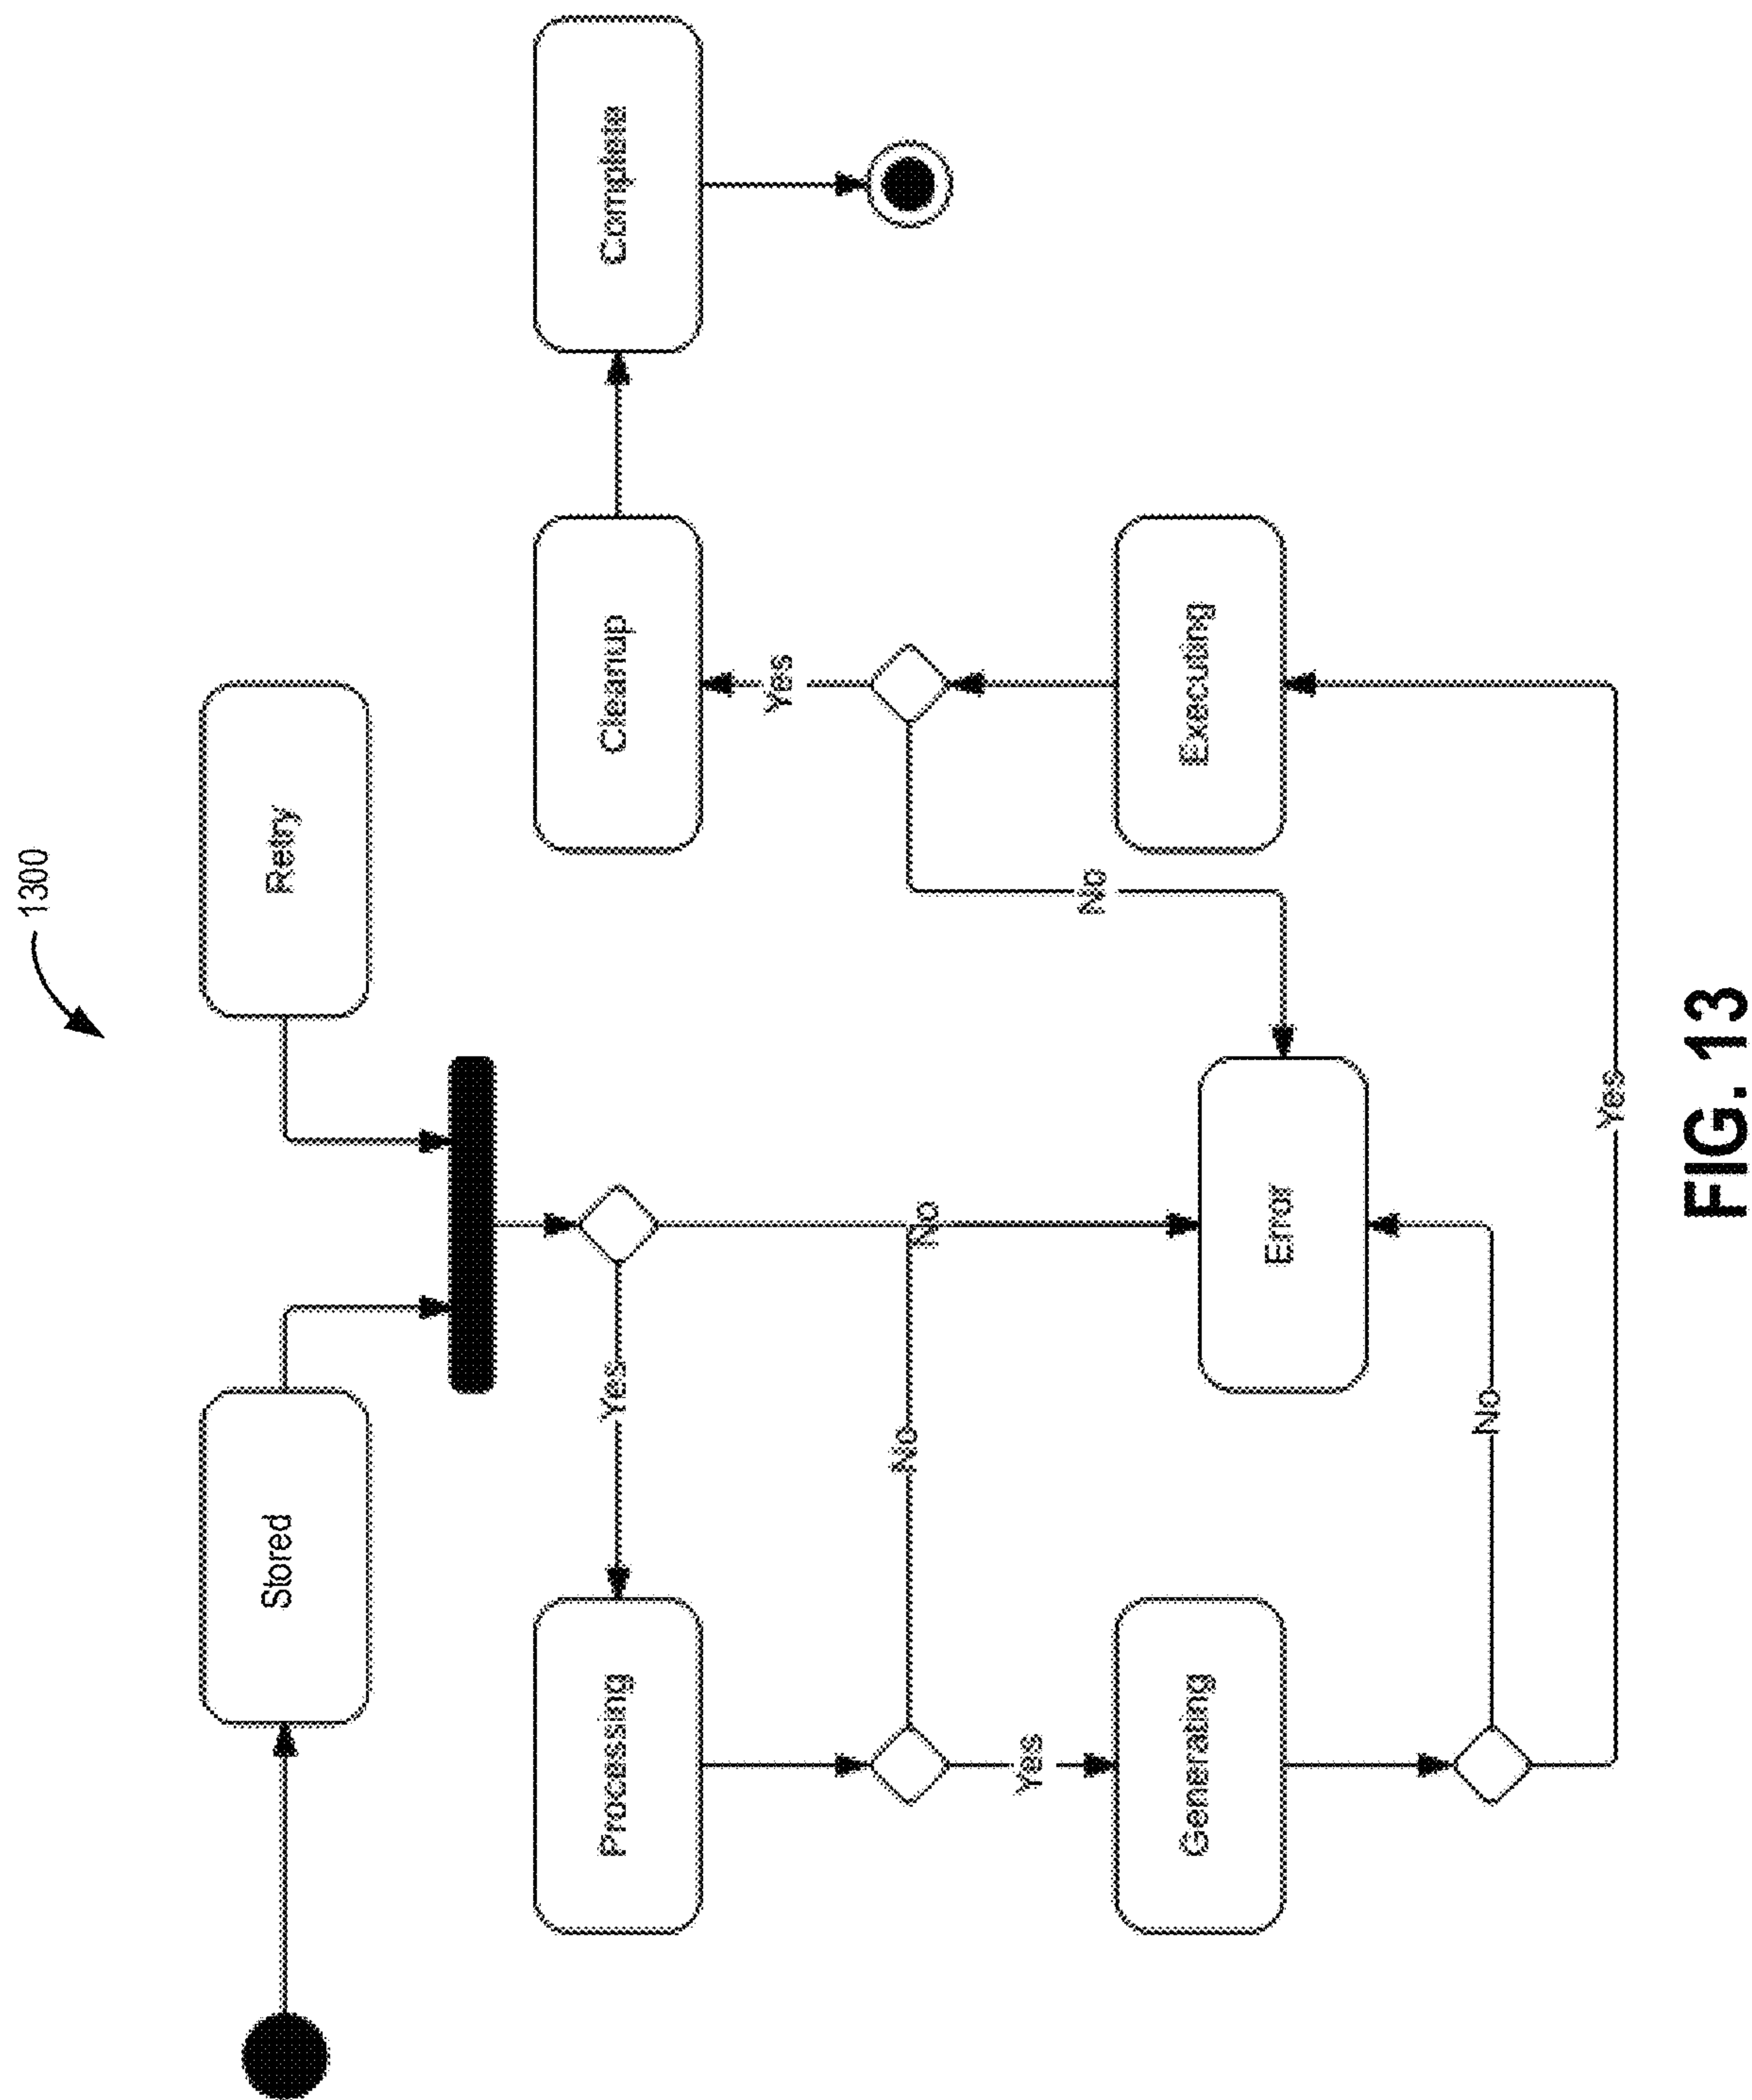 1300
Stored
Retry
Processing
Yes
Cleanup
Complete
No
No
Yes
Yes
No
Generating
Error
Executing
No
Yes
FIG. 13